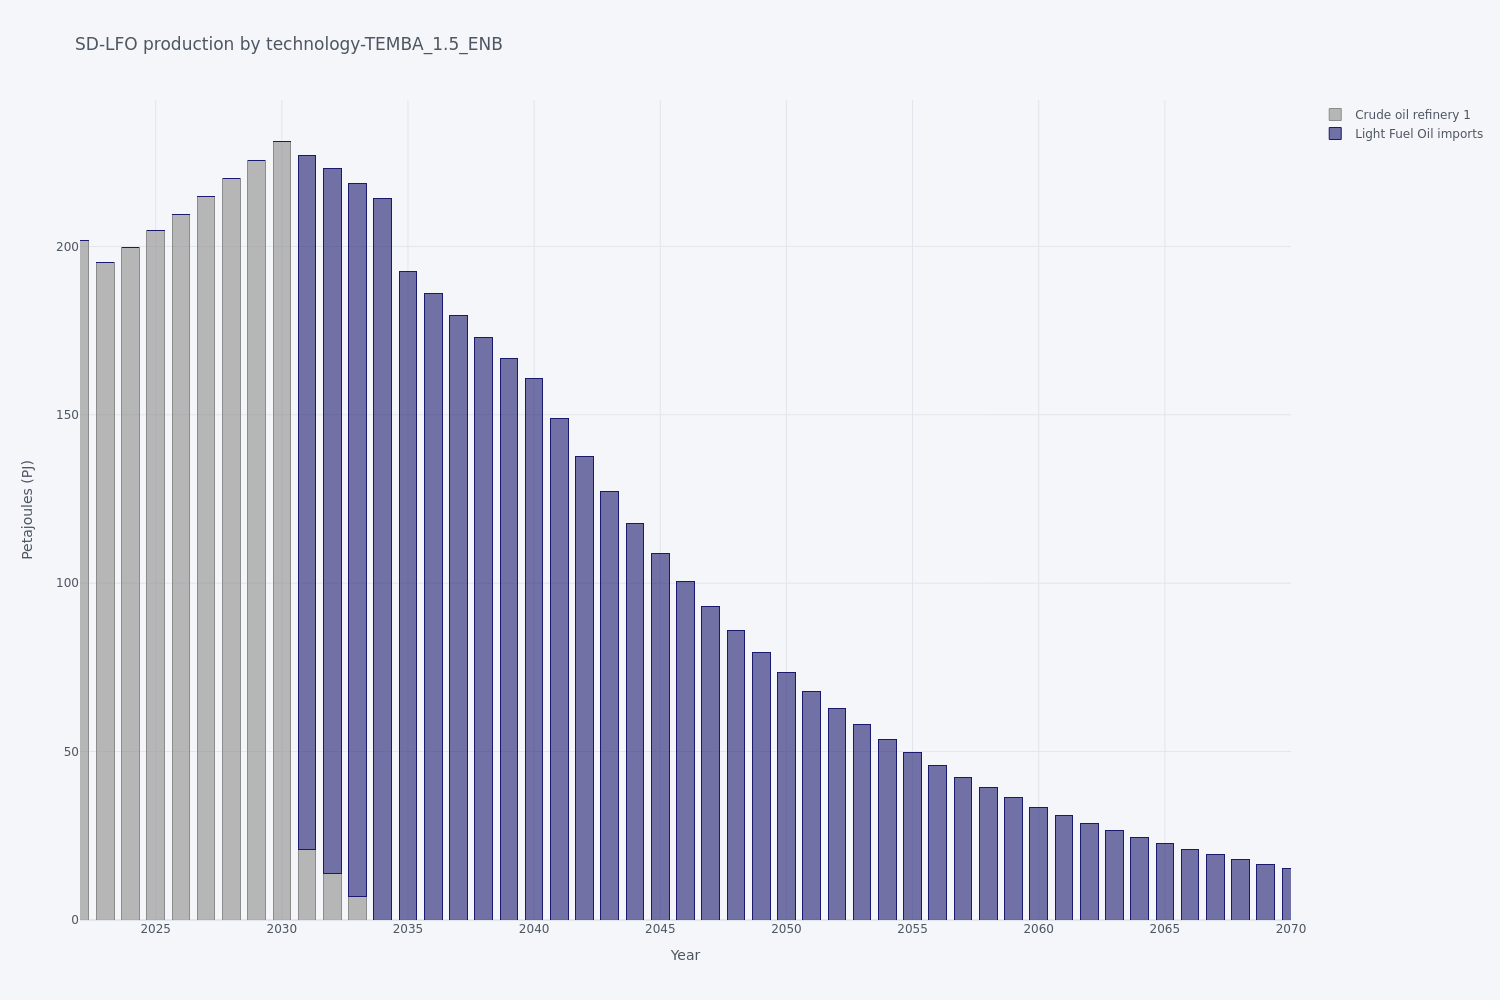 SD-LFO production by technology-TEMBA_1.5_ENB
Crude oil refinery 1
Light Fuel Oil imports
Petajoules (PJ)
200
150
100
50
0
2025 2030 2035 2040 2045 2050 2055 2060 2065 2070
Year